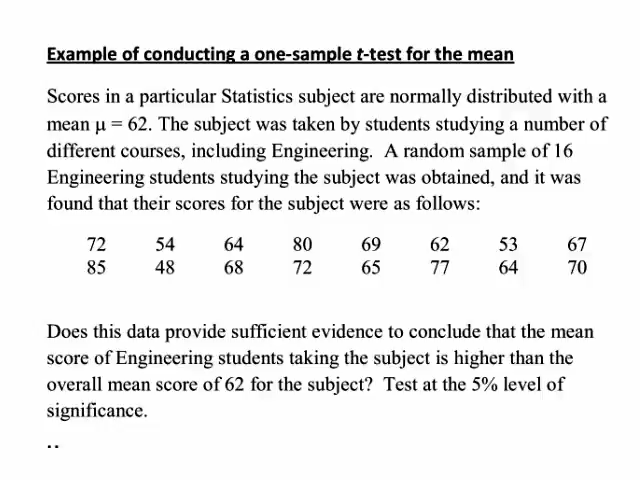 Example of conducting a one-sample t-test for the mean
Scores in a particular Statistics subject are normally distributed with a
mean μ = 62. The subject was taken by students studying a number of
different courses, including Engineering. A random sample of 16
Engineering students studying the subject was obtained, and it was
found that their scores for the subject were as follows:
72 54 64 80 69 62 53 67
85 48 68 72 65 77 64 70
Does this data provide sufficient evidence to conclude that the mean
score of Engineering students taking the subject is higher than the
overall mean score of 62 for the subject? Test at the 5% level of
significance.
..